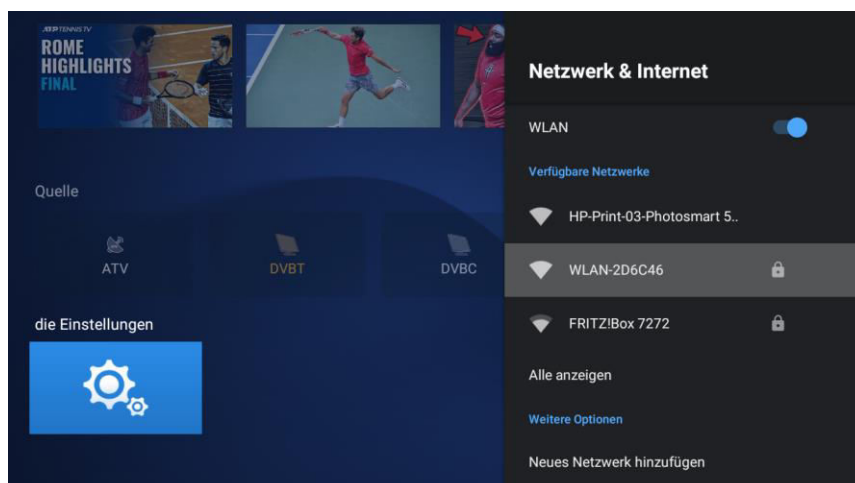 ATP TENNIS TV
ROME
HIGHLIGHTS
FINAL
Quelle
ATV
DVBT
DVBC
die Einstellungen
Netzwerk & Internet
WLAN
Verfügbare Netzwerke
HP-Print-03-Photosmart 5..
WLAN-2D6C46
FRITZ!Box 7272
Alle anzeigen
Weitere Optionen
Neues Netzwerk hinzufügen